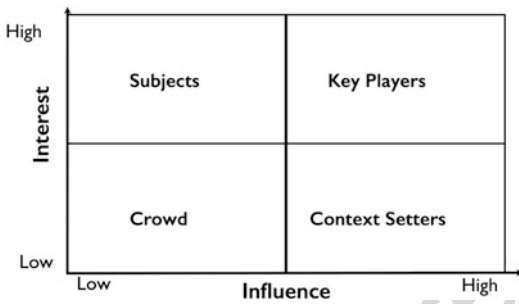 High
Subjects
Key Players
Interest
Crowd
Context Setters
Low
Low
Influence
High